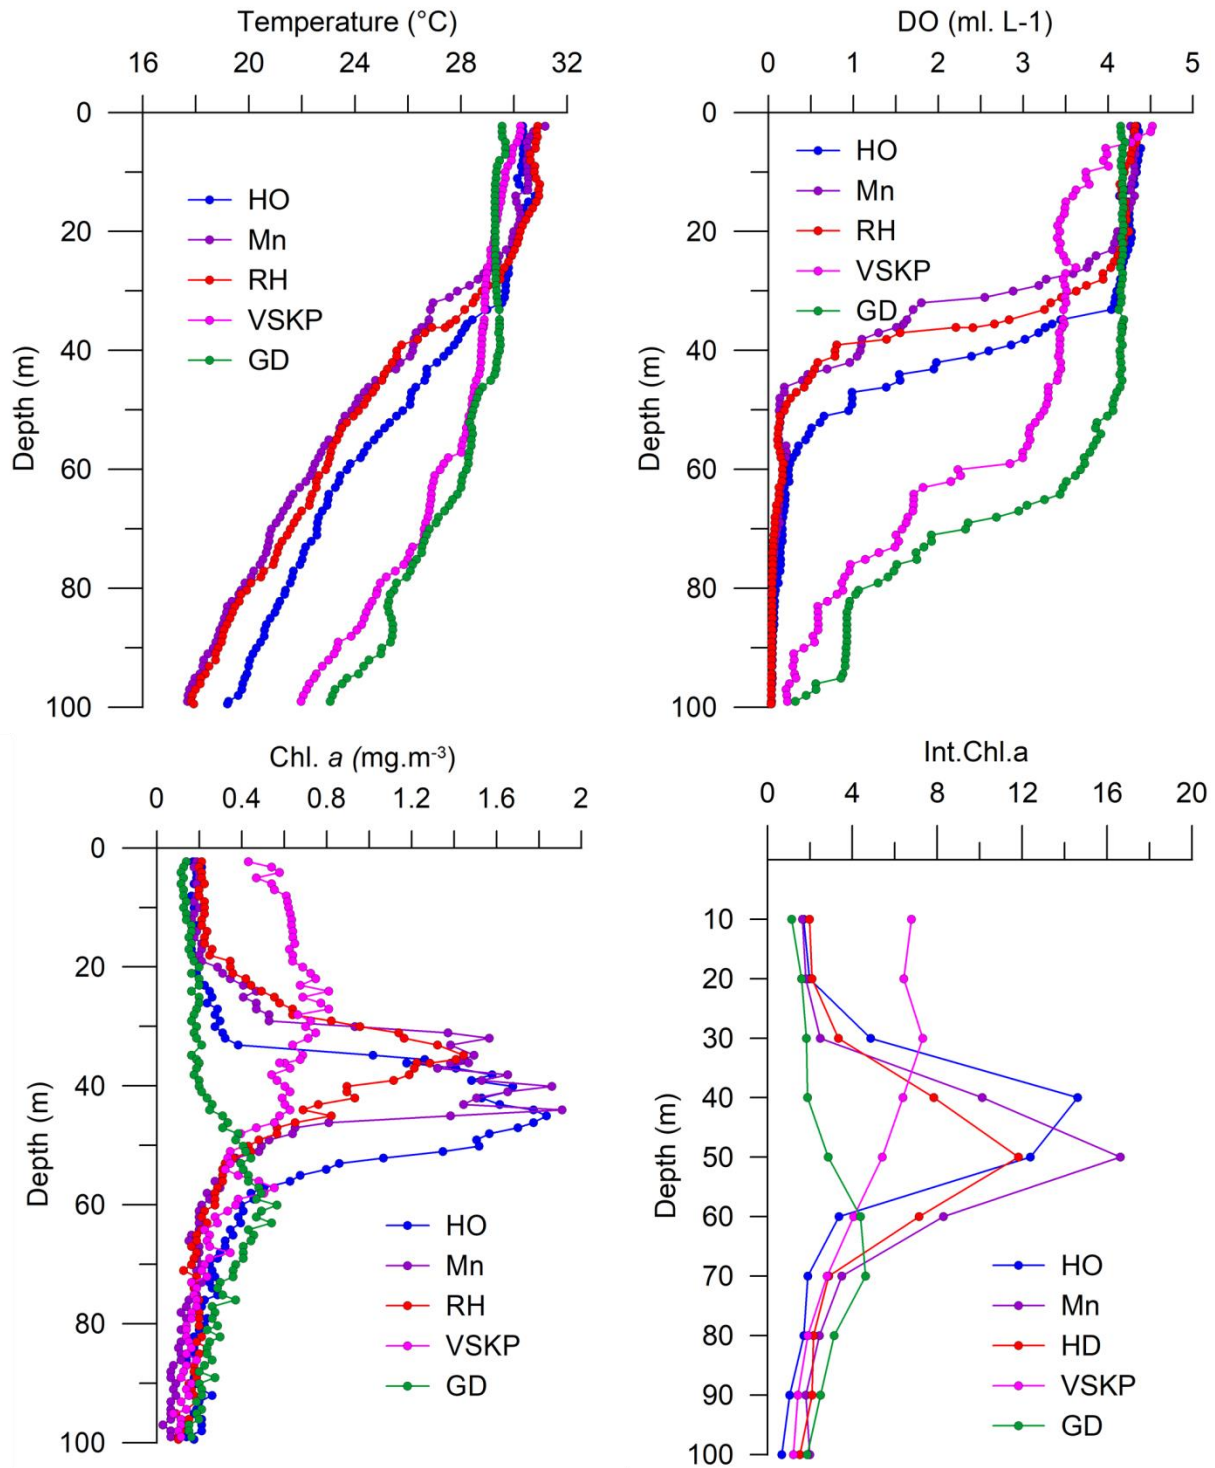 Temperature (°C)
16 20 24 28 32
0
20
40
60
80
100
Depth (m)
HO
Mn
RH
VSKP
GD
DO (ml. L-1)
0 1 2 3 4 5
0
20
40
60
80
100
Depth (m)
HO
Mn
RH
VSKP
GD
Chl. a (mg.m-3)
0 0.4 0.8 1.2 1.6 2
0
20
40
60
80
100
Depth (m)
HO
Mn
RH
VSKP
GD
Int.Chl.a
0 4 8 12 16 20
10
20
30
40
50
60
70
80
90
100
Depth (m)
HO
Mn
HD
VSKP
GD